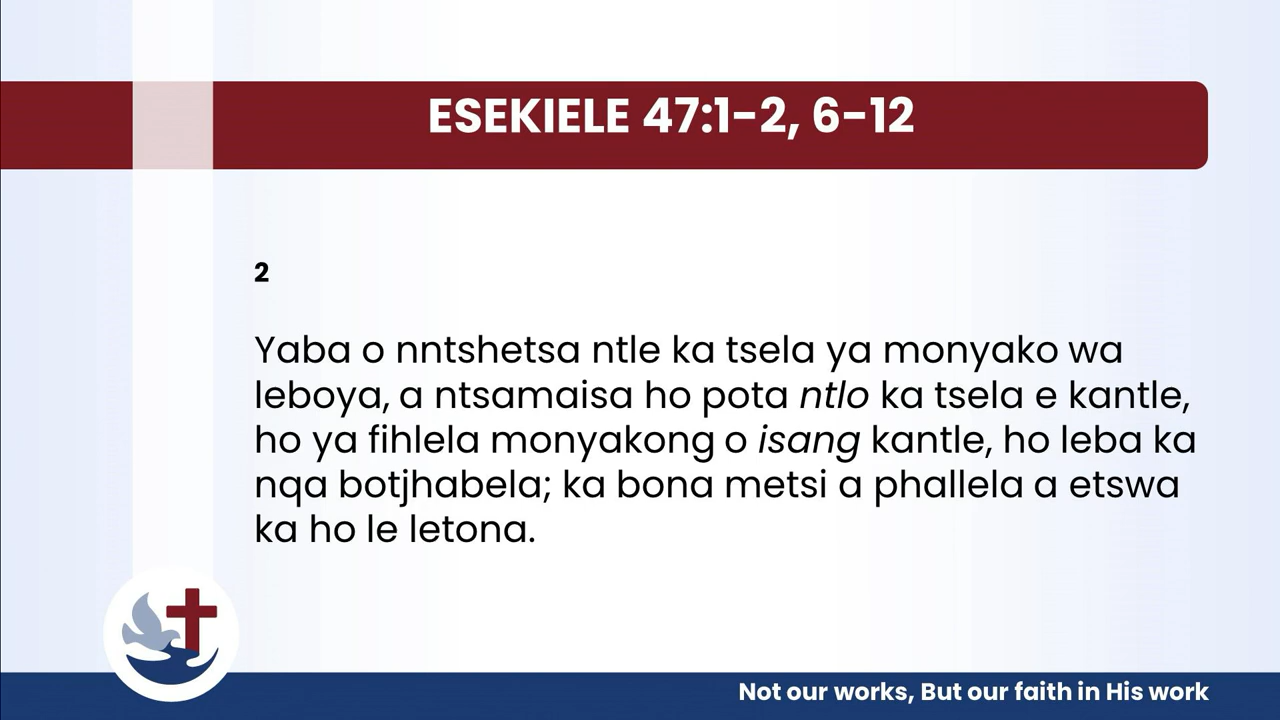 ESEKIELE 47:1-2, 6-12
2
Yaba o nntshetsa ntle ka tsela ya monyako wa
leboya, a ntsamaisa ho pota ntlo ka tsela e kantle,
ho ya fihlela monyakong o isang kantle, ho leba ka
nqa botjhabela; ka bona metsi a phallela a etswa
ka ho le letona.
Not our works, But our faith in His work